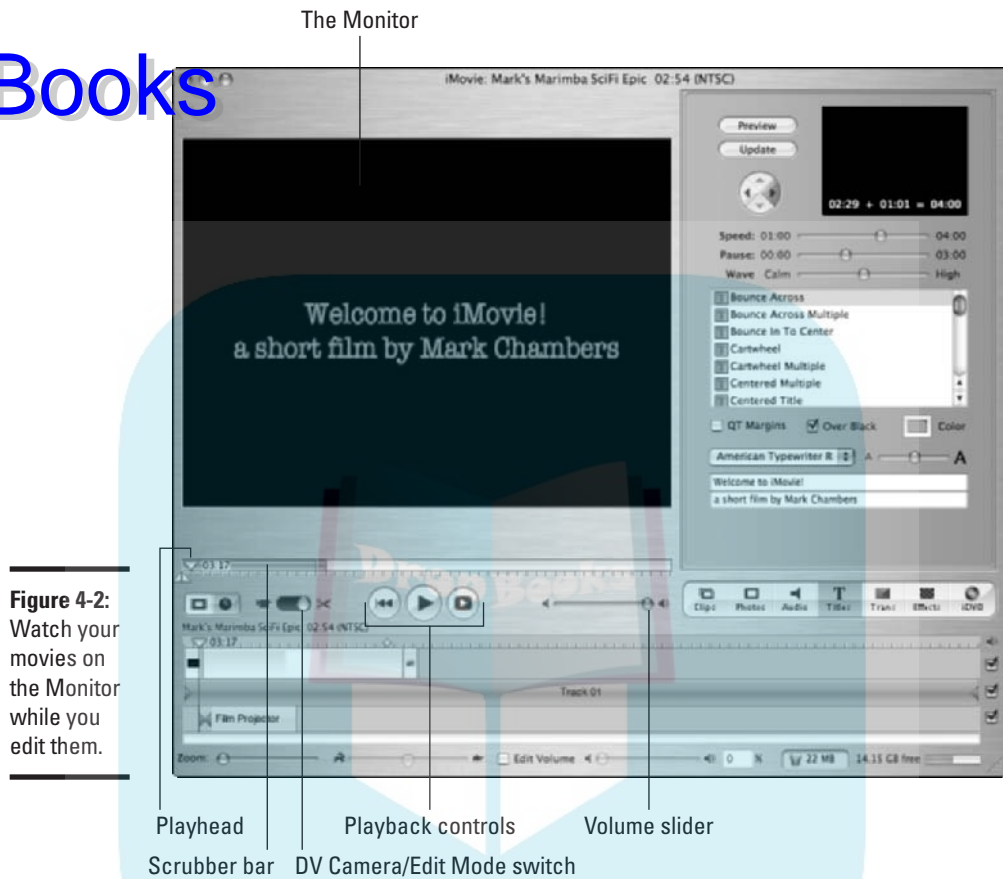 The Monitor
Books
iMovie: Mark's Marimba SciFi Epic 02:54 (NTSC)
Preview
Update
02:29 + 01:01 = 04:00
Speed: 01:00 04:00
Pause: 00:00 03:00
Wave Calm High
Bounce Across
Bounce Across Multiple
Bounce In To Center
Cartwheel
Cartwheel Multiple
Centered Multiple
Centered Title
QT Margins Over Black Color
American Typewriter R A A
Welcome to iMovie!
a short film by Mark Chambers
Welcome to iMovie!
a short film by Mark Chambers
03:17
Clips Photos Audio Titles Trans Effects iDVD
Mark's Marimba SciFi Epic 02:54 (NTSC)
03:17
Track 01
Film Projector
Zoom: Edit Volume 0 % 22 MB 14.15 GB free
Figure 4-2:
Watch your
movies on
the Monitor
while you
edit them.
Playhead Playback controls Volume slider
Scrubber bar DV Camera/Edit Mode switch